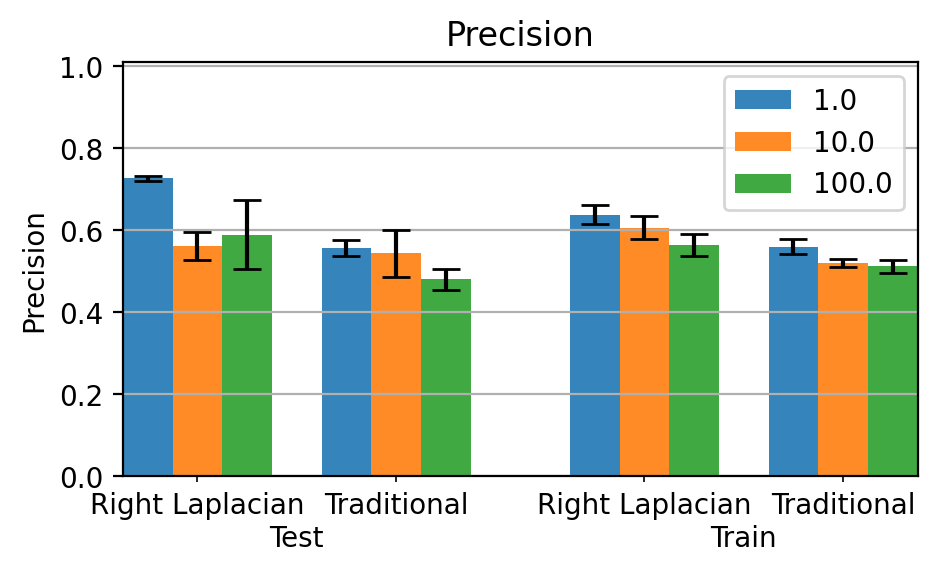 Precision
1.0
0.8
0.6
0.4
0.2
0.0
Precision
1.0
10.0
100.0
Right Laplacian Traditional Right Laplacian Traditional
Test Train